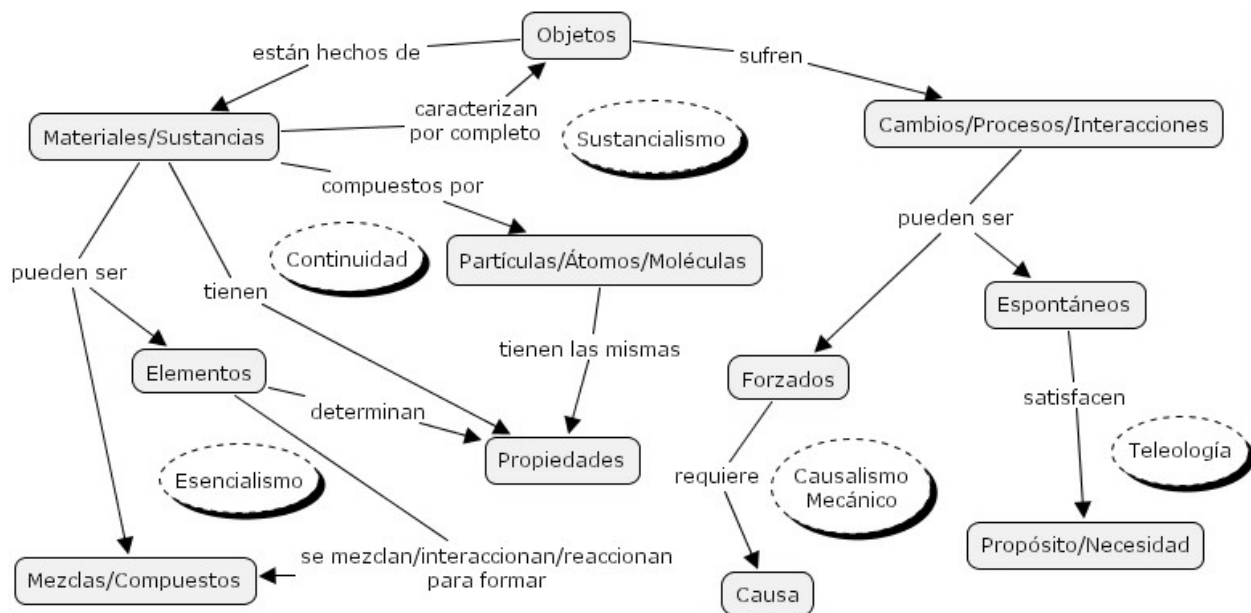 Objetos
están hechos de
sufren
caracterizan
por completo
Materiales/Sustancias
Sustancialismo
Cambios/Procesos/Interacciones
compuestos por
pueden ser
Continuidad
Partículas/Átomos/Moléculas
pueden ser
tienen
Espontáneos
tienen las mismas
Elementos
Forzados
determinan
satisfacen
Propiedades
Teleología
Esencialismo
requiere
Causalismo
Mecánico
Propósito/Necesidad
se mezclan/interaccionan/reaccionan
para formar
Mezclas/Compuestos
Causa